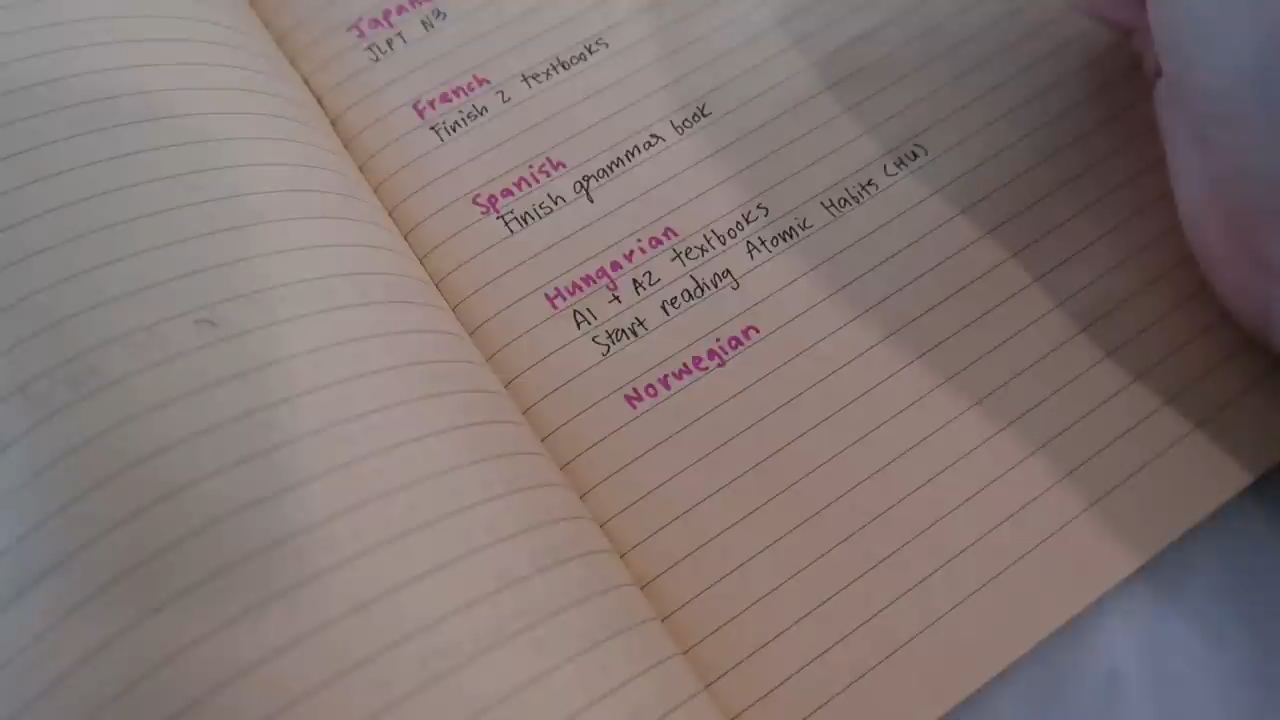 JLPT N3
French
Finish 2 textbooks
Spanish
Finish grammar book
Hungarian
A1 + A2 textbooks
Start reading Atomic Habits (HU)
Norwegian